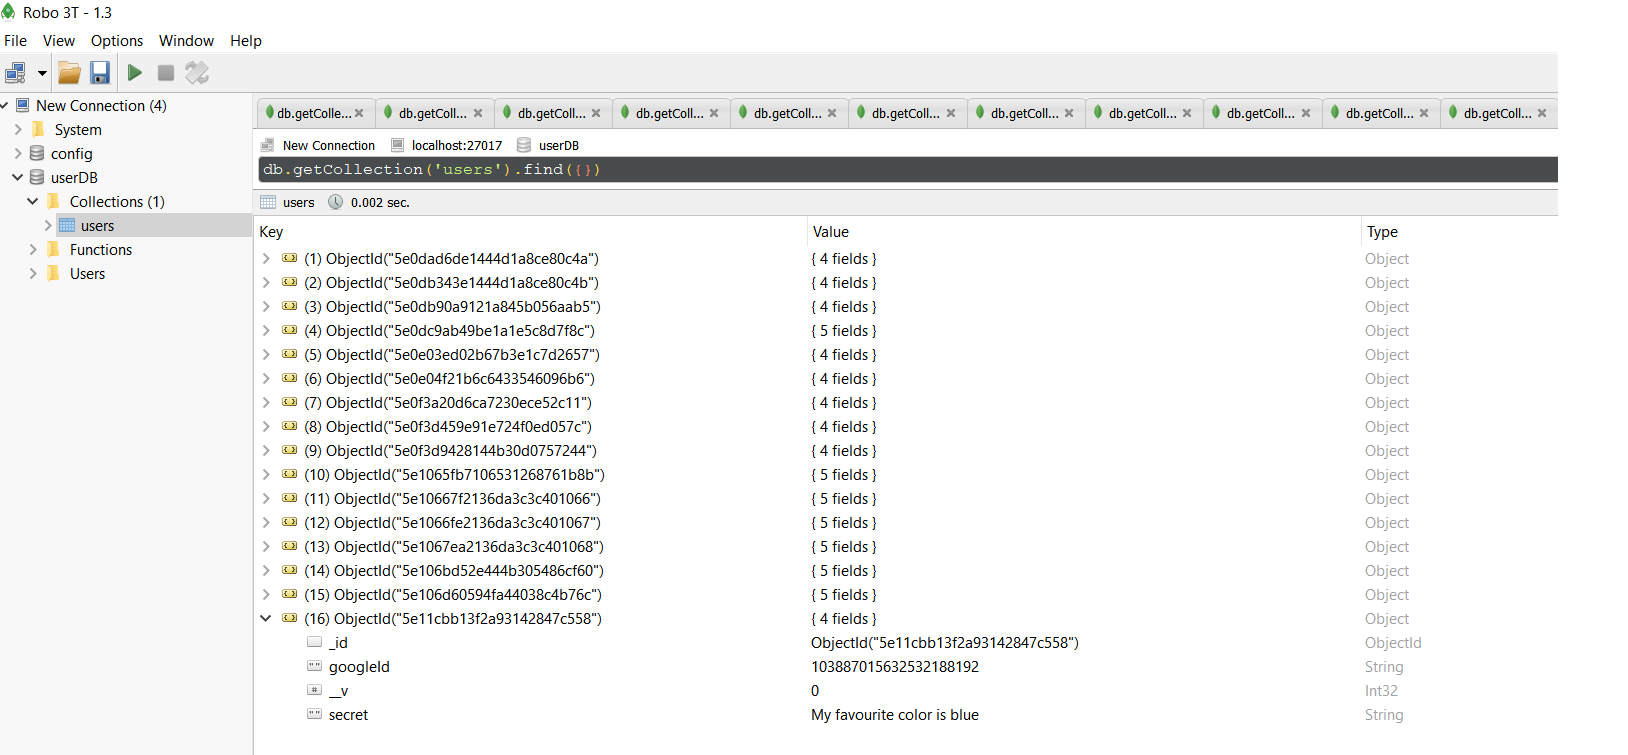 Robo 3T - 1.3
File View Options Window Help
New Connection (4)
System
config
userDB
Collections (1)
users
Functions
Users
db.getColle... db.getColl... db.getColl... db.getColl... db.getColl... db.getColl... db.getColl... db.getColl... db.getColl... db.getColl... db.getColl...
New Connection localhost:27017 userDB
db.getCollection('users').find({})
users 0.002 sec.
Key Value Type
(1) ObjectId("5e0dad6de1444d1a8ce80c4a") { 4 fields } Object
(2) ObjectId("5e0db343e1444d1a8ce80c4b") { 4 fields } Object
(3) ObjectId("5e0db90a9121a845b056aab5") { 4 fields } Object
(4) ObjectId("5e0dc9ab49be1a1e5c8d7f8c") { 5 fields } Object
(5) ObjectId("5e0e03ed02b67b3e1c7d2657") { 4 fields } Object
(6) ObjectId("5e0e04f21b6c6433546096b6") { 4 fields } Object
(7) ObjectId("5e0f3a20d6ca7230ece52c11") { 4 fields } Object
(8) ObjectId("5e0f3d459e91e724f0ed057c") { 4 fields } Object
(9) ObjectId("5e0f3d9428144b30d0757244") { 4 fields } Object
(10) ObjectId("5e1065fb7106531268761b8b") { 5 fields } Object
(11) ObjectId("5e10667f2136da3c3c401066") { 5 fields } Object
(12) ObjectId("5e1066fe2136da3c3c401067") { 5 fields } Object
(13) ObjectId("5e1067ea2136da3c3c401068") { 5 fields } Object
(14) ObjectId("5e106bd52e444b305486cf60") { 5 fields } Object
(15) ObjectId("5e106d60594fa44038c4b76c") { 5 fields } Object
(16) ObjectId("5e11cbb13f2a93142847c558") { 4 fields } Object
_id ObjectId("5e11cbb13f2a93142847c558") ObjectId
googleId 103887015632532188192 String
__v 0 Int32
secret My favourite color is blue String